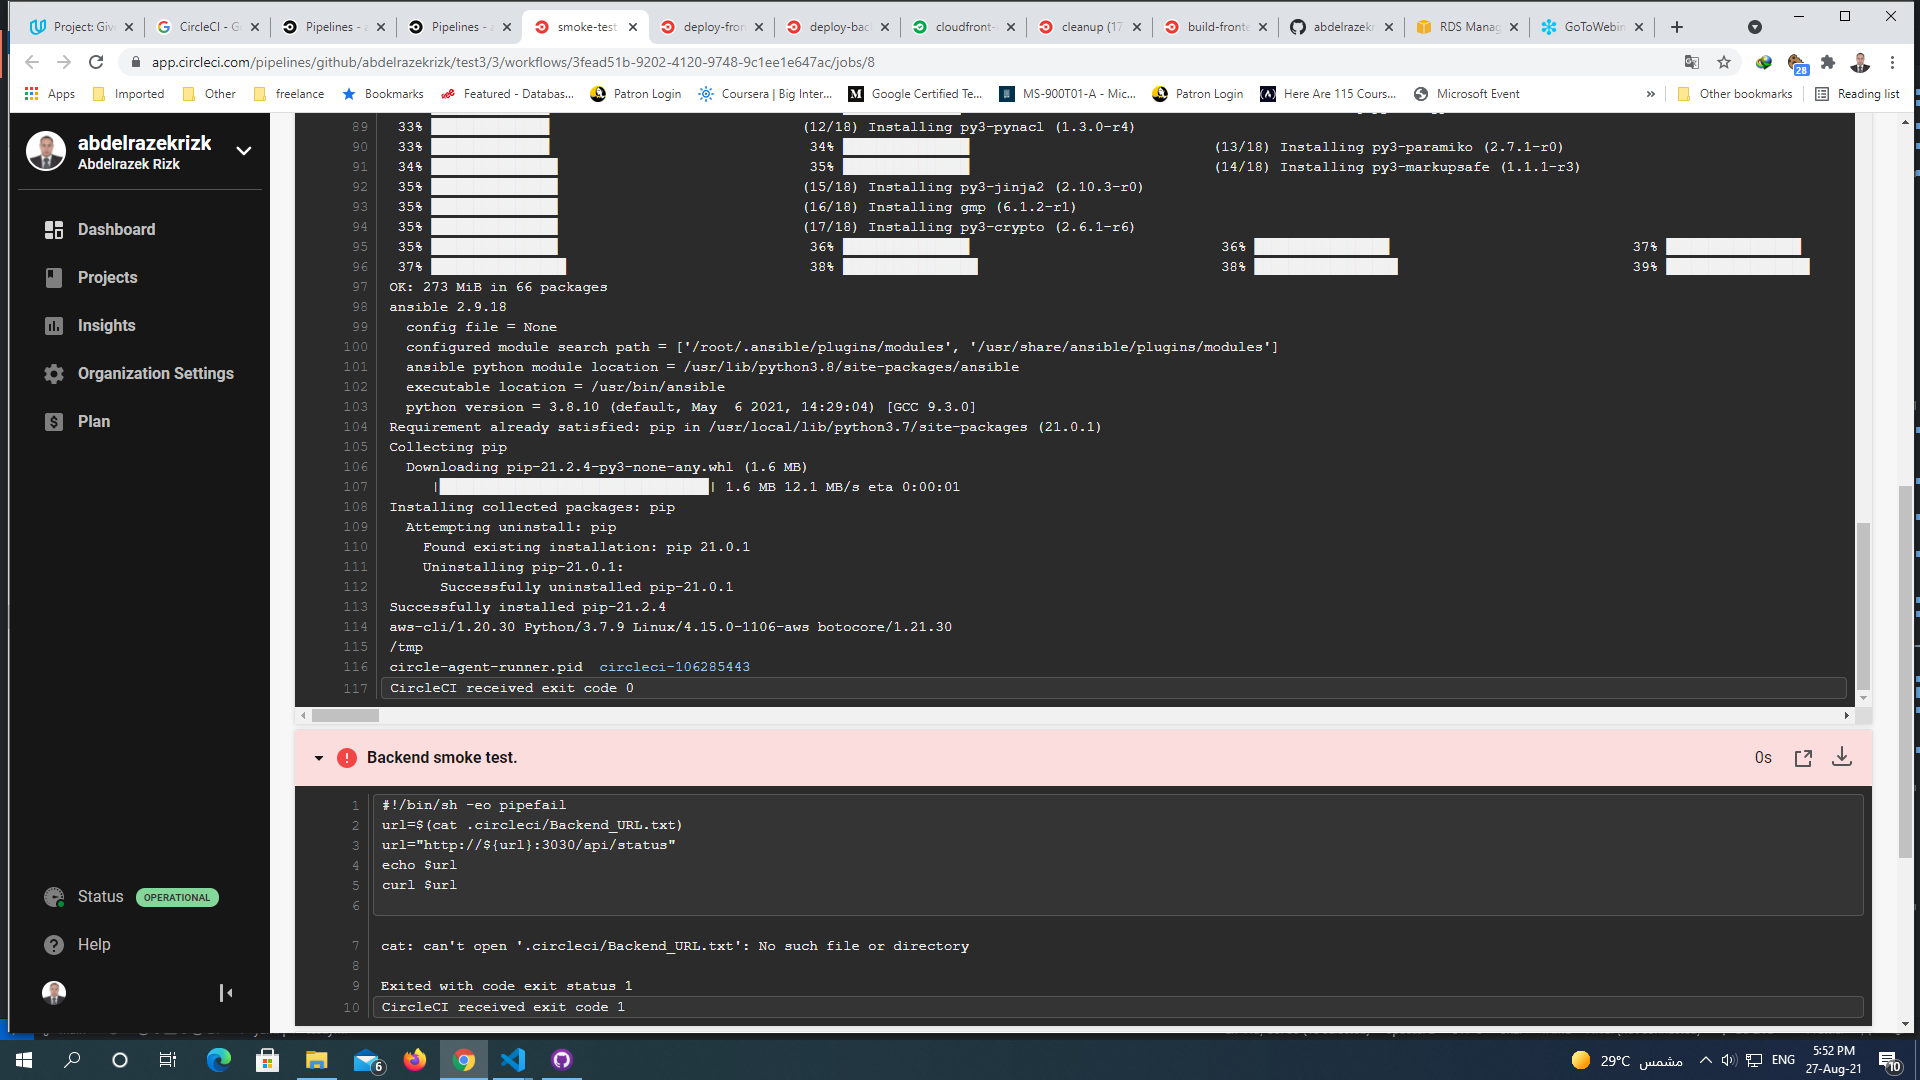 Project: Giv
CircleCI - G
Pipelines - a
Pipelines - a
smoke-test
deploy-fron
deploy-bac
cloudfront-
cleanup (17
build-fronte
abdelrazekr
RDS Manag
GoToWebin
app.circleci.com/pipelines/github/abdelrazekrizk/test3/3/workflows/3fead51b-9202-4120-9748-9c1ee1e647ac/jobs/8
28
Apps
Imported
Other
freelance
Bookmarks
Featured - Databas...
Patron Login
Coursera | Big Inter...
Google Certified Te...
MS-900T01-A - Mic...
Patron Login
Here Are 115 Cours...
Microsoft Event
»
Other bookmarks
Reading list
abdelrazekrizk
Abdelrazek Rizk
Dashboard
Projects
Insights
Organization Settings
Plan
Status OPERATIONAL
Help
89 33% (12/18) Installing py3-pynacl (1.3.0-r4)
90 33% 34% (13/18) Installing py3-paramiko (2.7.1-r0)
91 34% 35% (14/18) Installing py3-markupsafe (1.1.1-r3)
92 35% (15/18) Installing py3-jinja2 (2.10.3-r0)
93 35% (16/18) Installing gmp (6.1.2-r1)
94 35% (17/18) Installing py3-crypto (2.6.1-r6)
95 35% 36% 36% 37%
96 37% 38% 38% 39%
97 OK: 273 MiB in 66 packages
98 ansible 2.9.18
99 config file = None
100 configured module search path = ['/root/.ansible/plugins/modules', '/usr/share/ansible/plugins/modules']
101 ansible python module location = /usr/lib/python3.8/site-packages/ansible
102 executable location = /usr/bin/ansible
103 python version = 3.8.10 (default, May  6 2021, 14:29:04) [GCC 9.3.0]
104 Requirement already satisfied: pip in /usr/local/lib/python3.7/site-packages (21.0.1)
105 Collecting pip
106 Downloading pip-21.2.4-py3-none-any.whl (1.6 MB)
107 | | 1.6 MB 12.1 MB/s eta 0:00:01
108 Installing collected packages: pip
109 Attempting uninstall: pip
110 Found existing installation: pip 21.0.1
111 Uninstalling pip-21.0.1:
112 Successfully uninstalled pip-21.0.1
113 Successfully installed pip-21.2.4
114 aws-cli/1.20.30 Python/3.7.9 Linux/4.15.0-1106-aws botocore/1.21.30
115 /tmp
116 circle-agent-runner.pid  circleci-106285443
117 CircleCI received exit code 0
Backend smoke test.
0s
1 #!/bin/sh -eo pipefail
2 url=$(cat .circleci/Backend_URL.txt)
3 url="http://${url}:3030/api/status"
4 echo $url
5 curl $url
6
7 cat: can't open '.circleci/Backend_URL.txt': No such file or directory
8
9 Exited with code exit status 1
10 CircleCI received exit code 1
6
29°C مشمس
ENG
5:52 PM
27-Aug-21
10